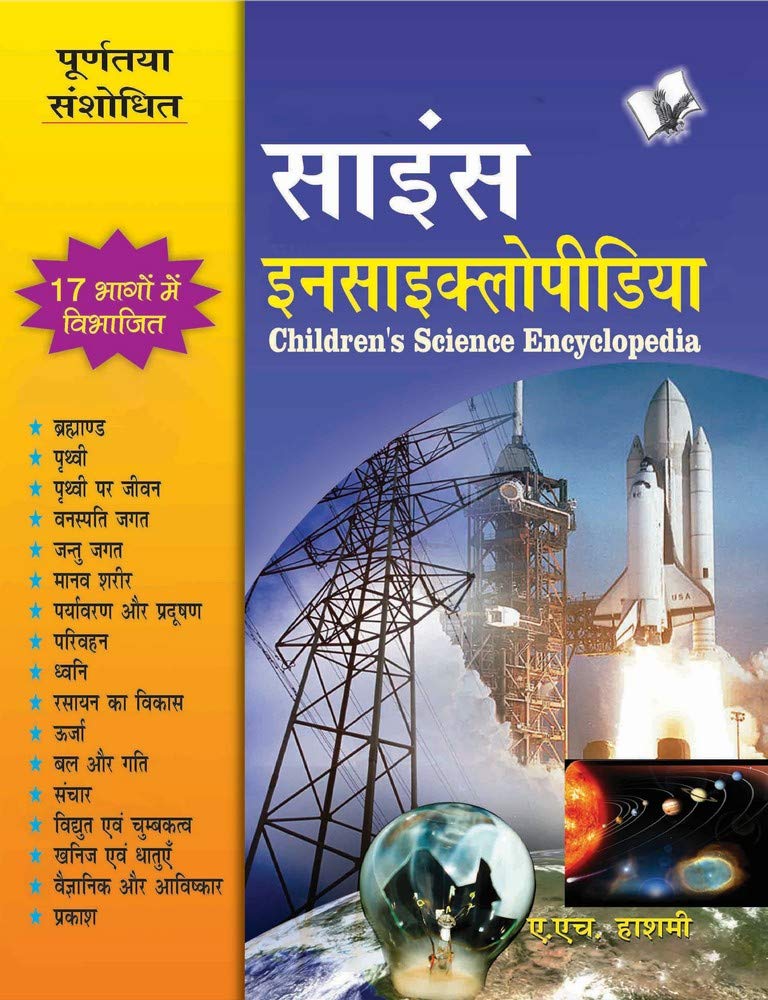 पूर्णतया
संशोधित
17 भागों में
विभाजित
साइंस
इनसाइक्लोपीडिया
Children's Science Encyclopedia
★ ब्रह्माण्ड
★ पृथ्वी
★ पृथ्वी पर जीवन
★ वनस्पति जगत
★ जन्तु जगत
★ मानव शरीर
★ पर्यावरण और प्रदूषण
★ परिवहन
★ ध्वनि
★ रसायन का विकास
★ ऊर्जा
★ बल और गति
★ संचार
★ विद्युत एवं चुम्बकत्व
★ खनिज एवं धातुएँ
★ वैज्ञानिक और आविष्कार
★ प्रकाश
USA
ए.एच. हाशमी